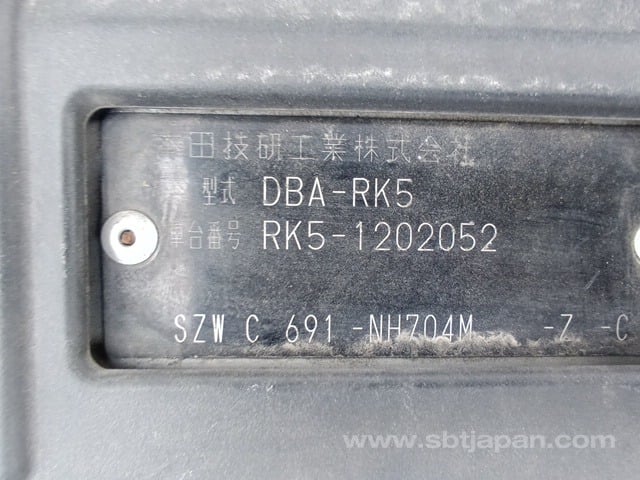 本田技研工業株式会社
型式 DBA-RK5
車台番号 RK5-1202052
SZW C 691 -NH704M -Z -C
www.sbtjapan.com